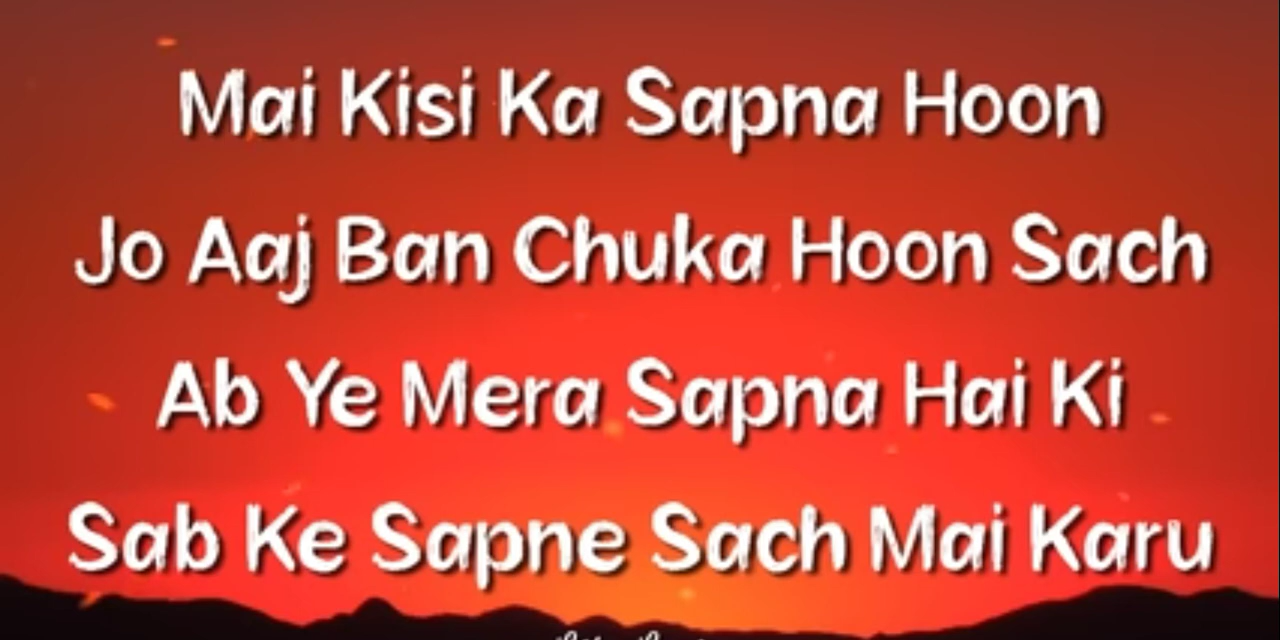 Mai Kisi Ka Sapna Hoon
Jo Aaj Ban Chuka Hoon Sach
Ab Ye Mera Sapna Hai Ki
Sab Ke Sapne Sach Mai Karu